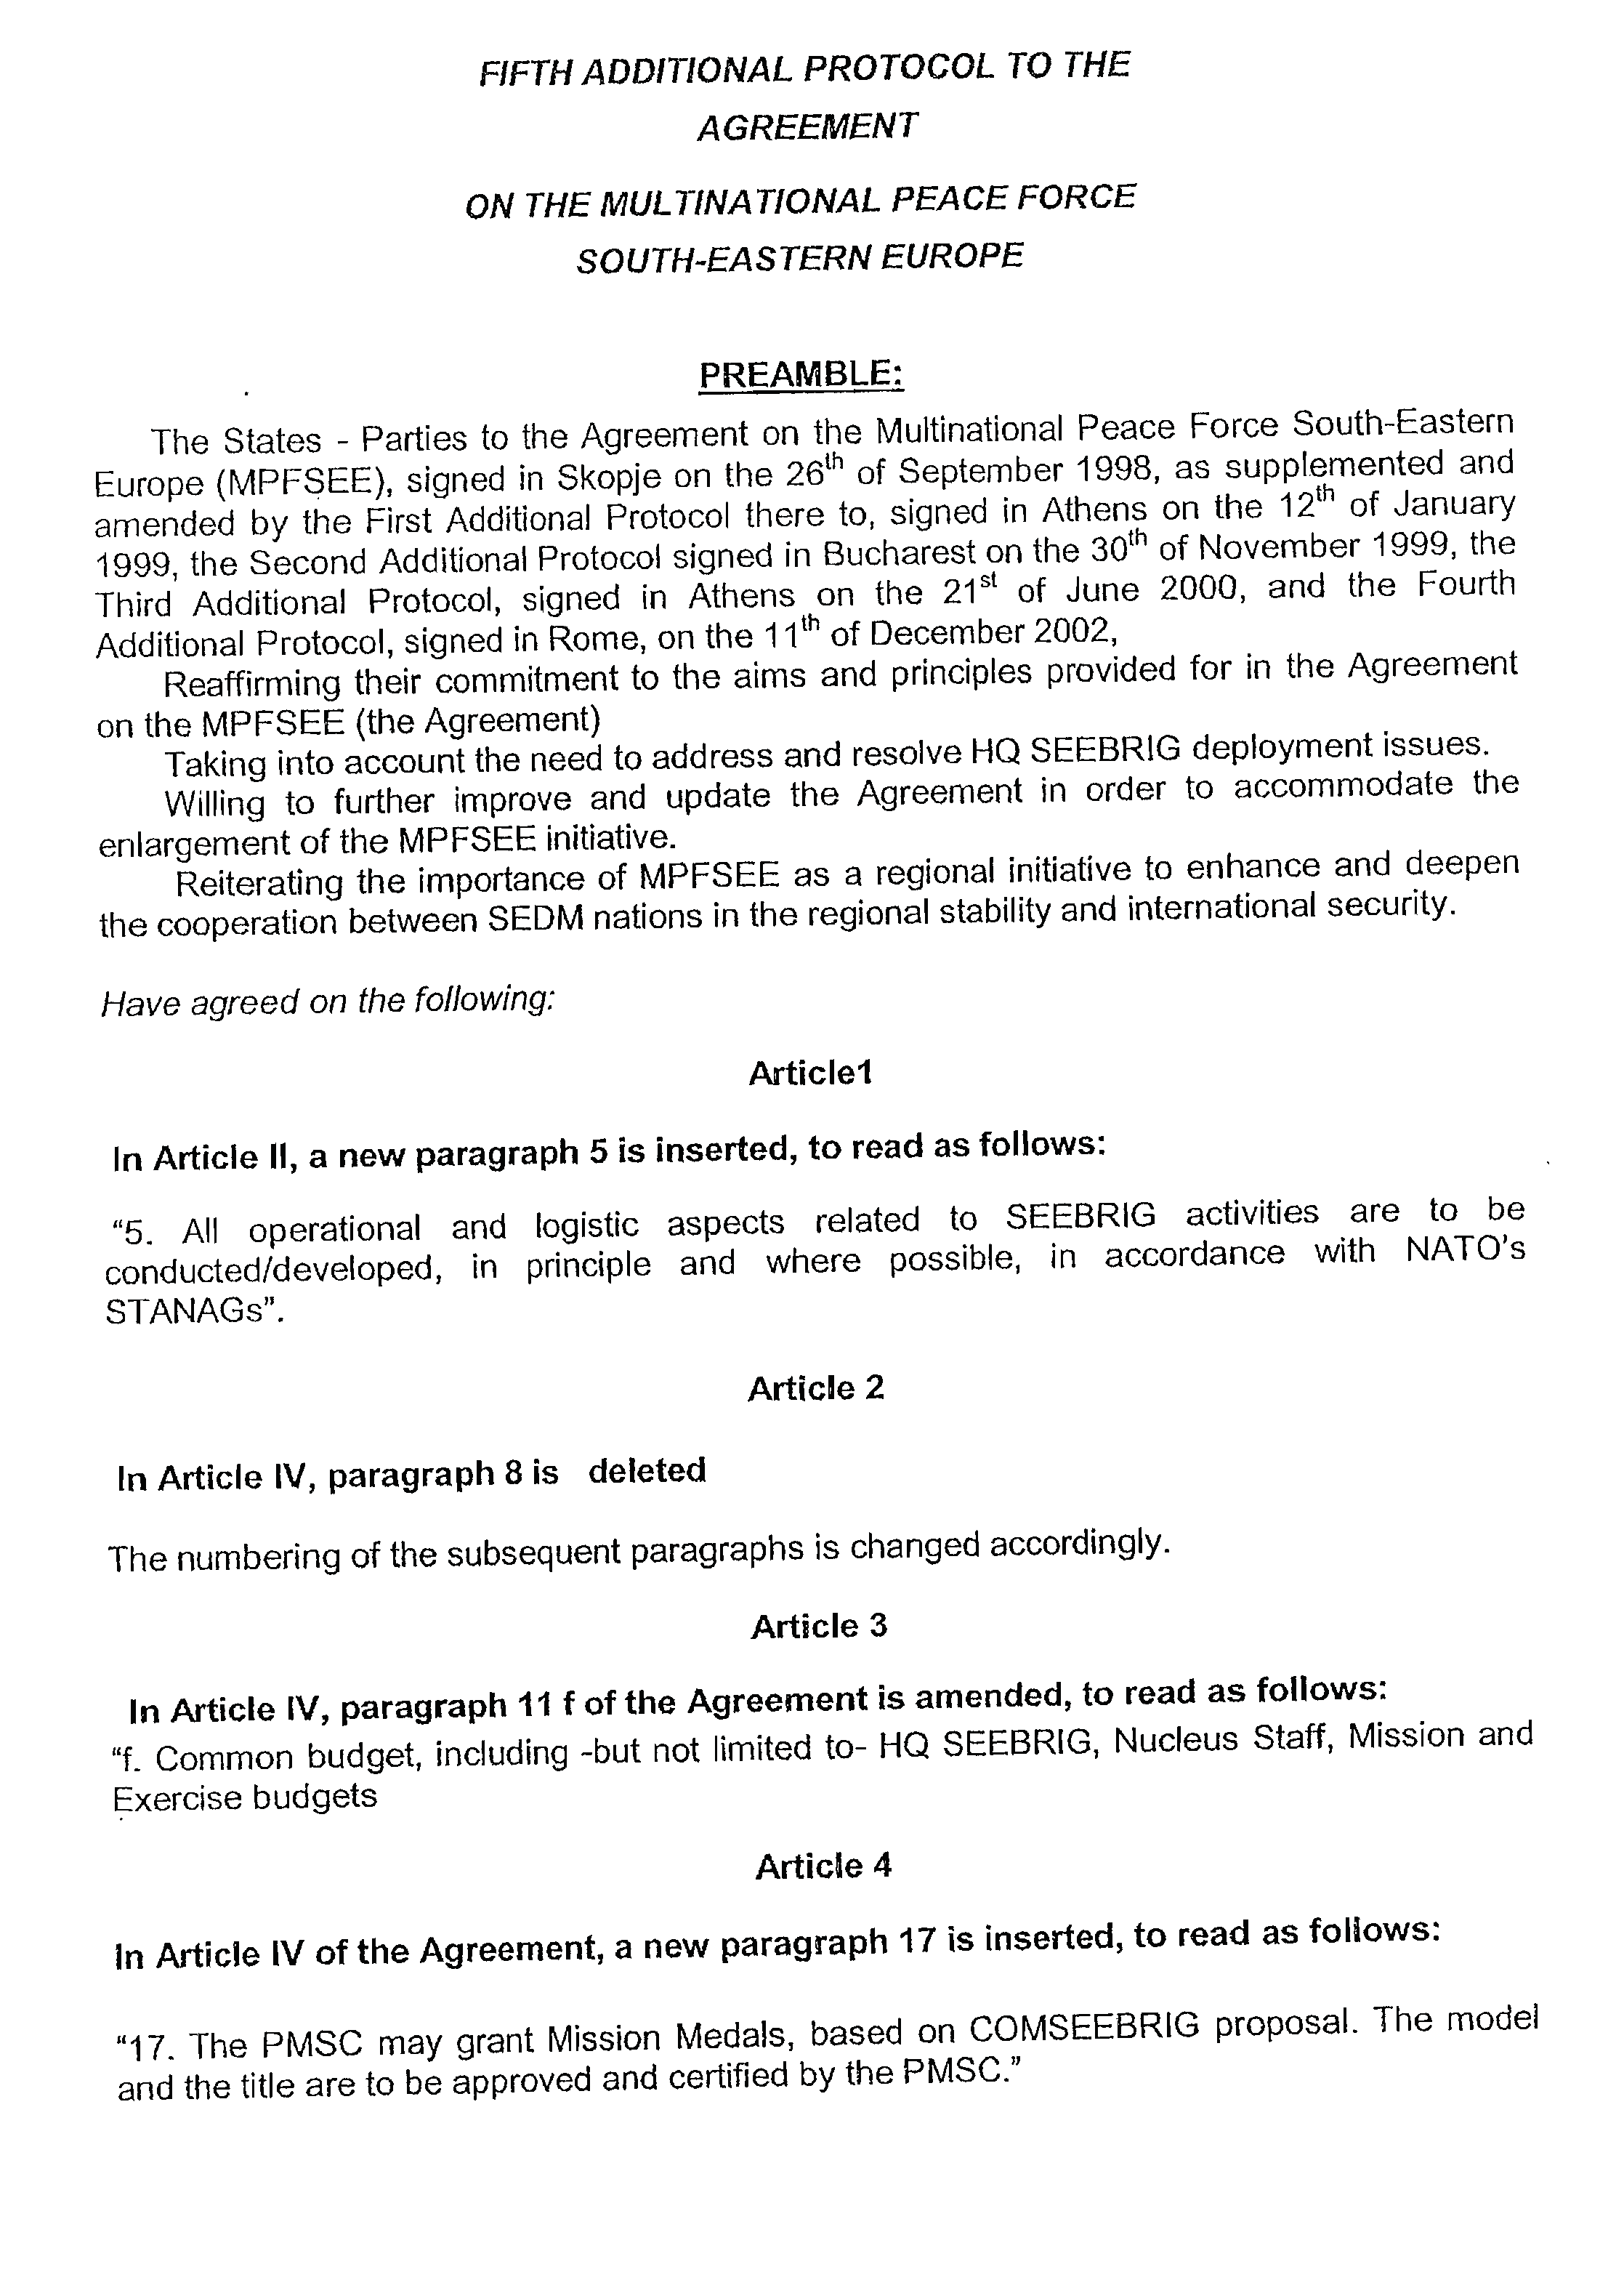 FIFTH ADDITIONAL PROTOCOL TO THE
AGREEMENT
ON THE MULTINATIONAL PEACE FORCE
SOUTH-EASTERN EUROPE
PREAMBLE:
The States - Parties to the Agreement on the Multinational Peace Force South-Eastern
Europe (MPFSEE), signed in Skopje on the 26th of September 1998, as supplemented and
amended by the First Additional Protocol there to, signed in Athens on the 12th of January
1999, the Second Additional Protocol signed in Bucharest on the 30th of November 1999, the
Third Additional Protocol, signed in Athens on the 21st of June 2000, and the Fourth
Additional Protocol, signed in Rome, on the 11th of December 2002,
Reaffirming their commitment to the aims and principles provided for in the Agreement
on the MPFSEE (the Agreement)
Taking into account the need to address and resolve HQ SEEBRIG deployment issues.
Willing to further improve and update the Agreement in order to accommodate the
enlargement of the MPFSEE initiative.
Reiterating the importance of MPFSEE as a regional initiative to enhance and deepen
the cooperation between SEDM nations in the regional stability and international security.
Have agreed on the following:
Article1
In Article II, a new paragraph 5 is inserted, to read as follows:
“5. All operational and logistic aspects related to SEEBRIG activities are to be
conducted/developed, in principle and where possible, in accordance with NATO's
STANAGs”.
Article 2
In Article IV, paragraph 8 is deleted
The numbering of the subsequent paragraphs is changed accordingly.
Article 3
In Article IV, paragraph 11 f of the Agreement is amended, to read as follows:
“f. Common budget, including -but not limited to- HQ SEEBRIG, Nucleus Staff, Mission and
Exercise budgets
Article 4
In Article IV of the Agreement, a new paragraph 17 is inserted, to read as follows:
“17. The PMSC may grant Mission Medals, based on COMSEEBRIG proposal. The model
and the title are to be approved and certified by the PMSC.”